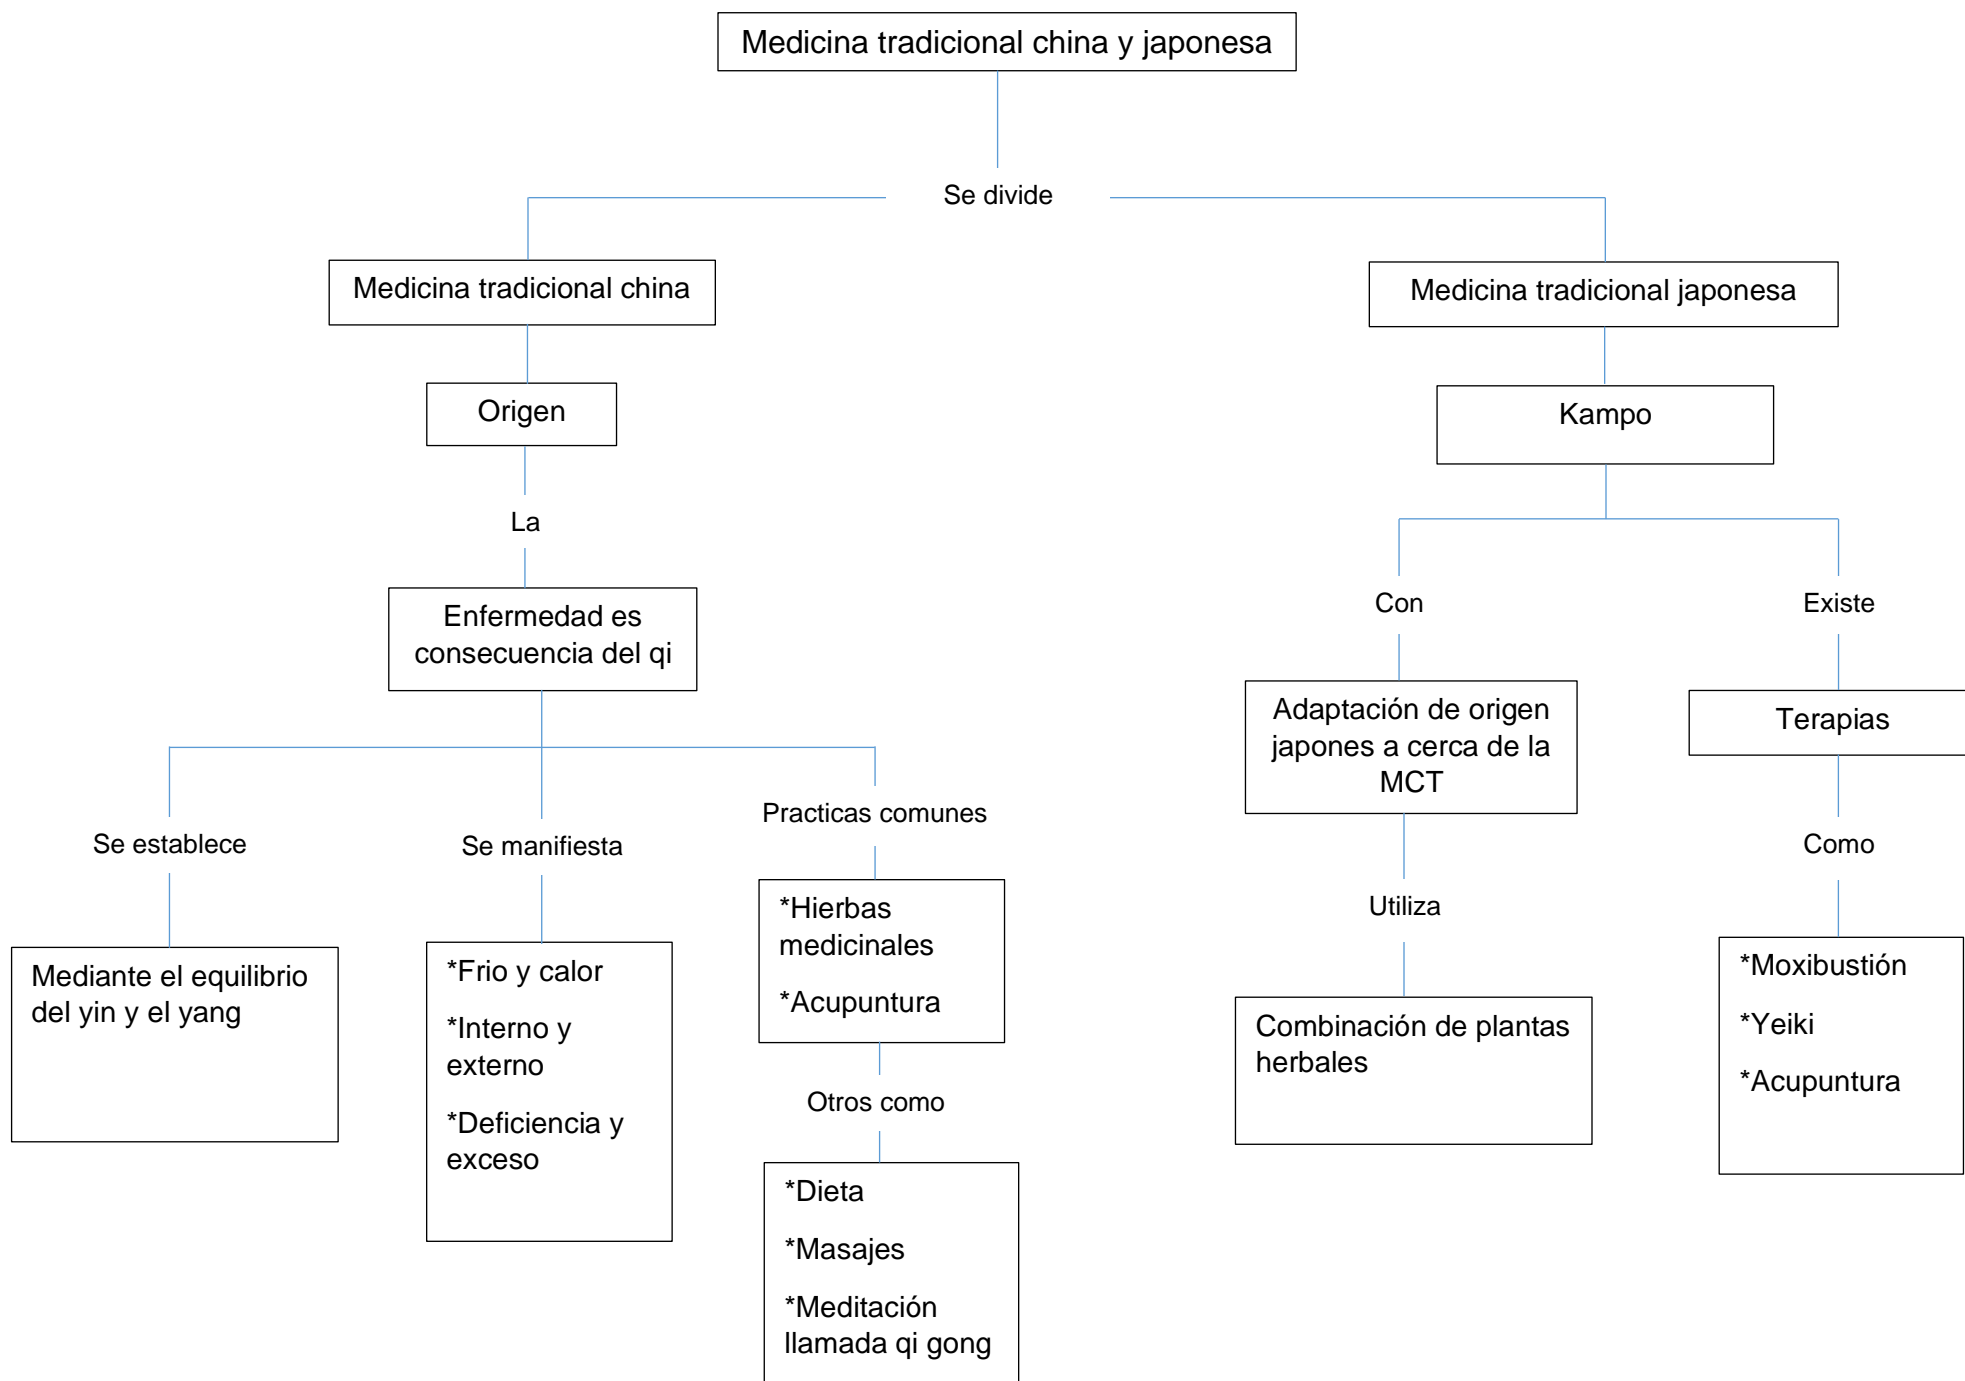 Medicina tradicional china y japonesa
Se divide
Medicina tradicional china
Medicina tradicional japonesa
Origen
Kampo
La
Enfermedad es
consecuencia del qi
Con
Existe
Adaptación de origen
japones a cerca de la
MCT
Terapias
Se establece
Se manifiesta
Practicas comunes
Utiliza
Como
Mediante el equilibrio
del yin y el yang
*Frio y calor
*Interno y
externo
*Deficiencia y
exceso
*Hierbas
medicinales
*Acupuntura
Otros como
*Dieta
*Masajes
*Meditación
llamada qi gong
Combinación de plantas
herbales
*Moxibustión
*Yeiki
*Acupuntura